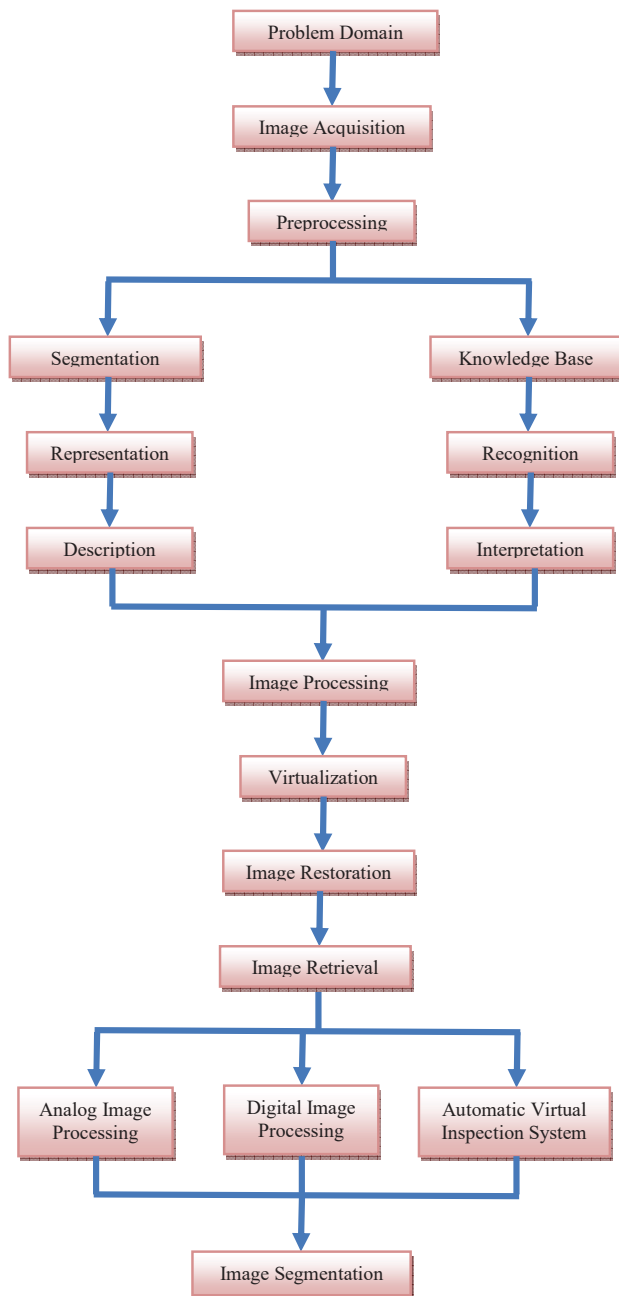 Problem Domain
Image Acquisition
Preprocessing
Segmentation
Knowledge Base
Representation
Recognition
Description
Interpretation
Image Processing
Virtualization
Image Restoration
Image Retrieval
Analog Image
Processing
Digital Image
Processing
Automatic Virtual
Inspection System
Image Segmentation